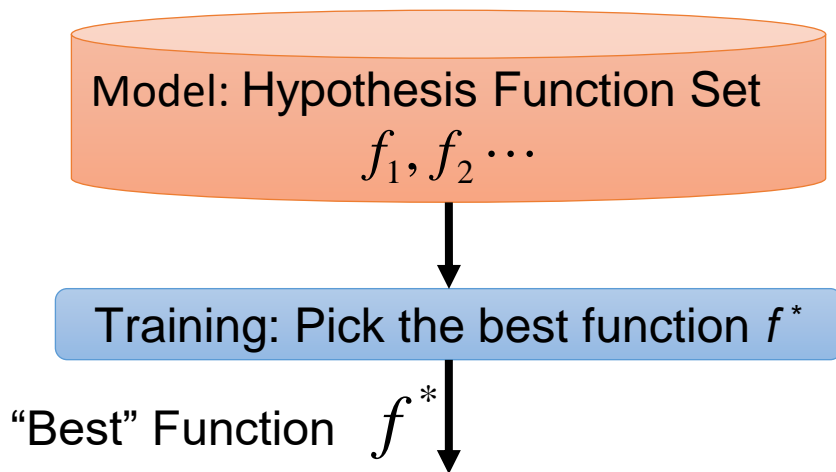 Model: Hypothesis Function Set
f₁, f₂ ⋯
Training: Pick the best function f *
“Best” Function f *